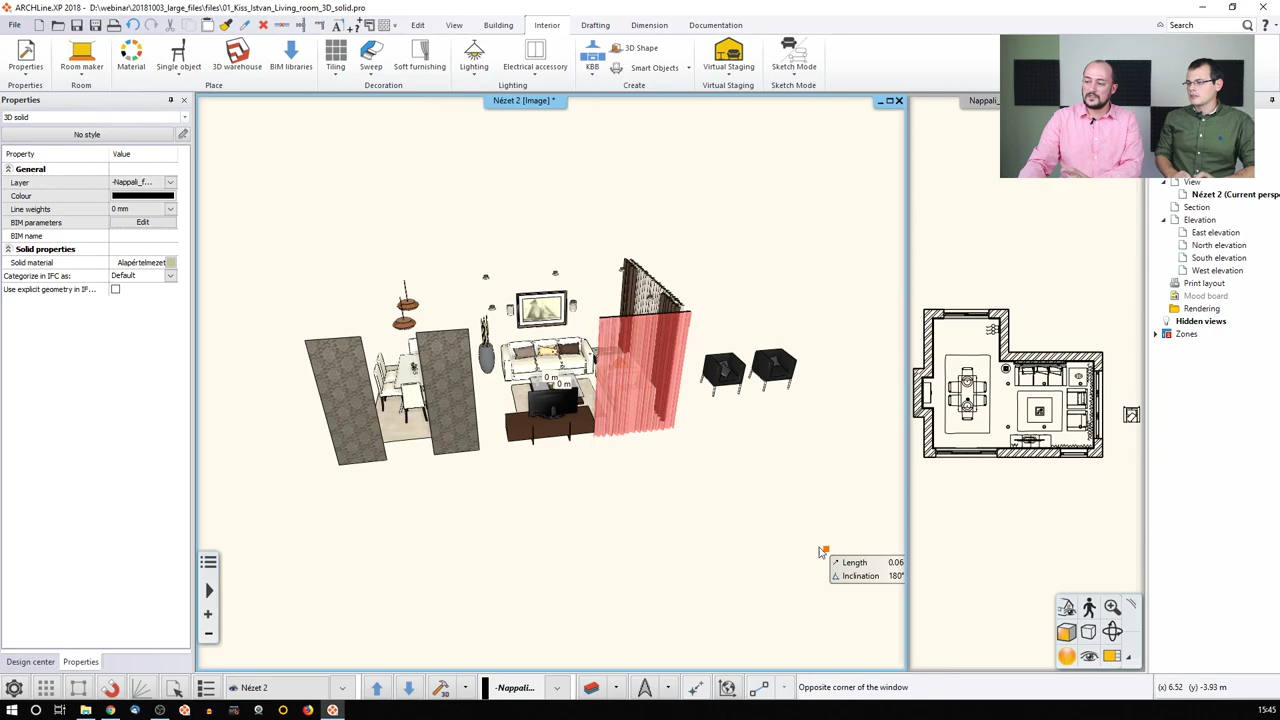 D:\webinar\20181003_large_files\files\01_Kiss_Istvan_Living_room_3D_solid.pro
File
Edit
View
Building
Interior
Drafting
Dimension
Documentation
Search
Properties
Room maker
Material
Single object
3D warehouse
BIM libraries
Tiling
Sweep
Soft furnishing
Lighting
Electrical accessory
KBB
3D Shape
Smart Objects
Virtual Staging
Sketch Mode
Properties
Room
Place
Decoration
Lighting
Create
Virtual Staging
Sketch Mode
Properties
3D solid
No style
Property
Value
General
Layer
-Nappali_f...
Colour
Line weights
0 mm
BIM parameters
Edit
BIM name
Solid properties
Solid material
Alapértelmezet
Categorize in IFC as:
Default
Use explicit geometry in IF...
Nézet 2 [Image] *
Nappali_
0 m
0 m
Length 0.06
Inclination 180°
View
Nézet 2 (Current persp
Section
Elevation
East elevation
North elevation
South elevation
West elevation
Print layout
Mood board
Rendering
Hidden views
Zones
Design center
Properties
Nézet 2
3D
-Nappali...
Opposite corner of the window
(x) 6.52 (y) -3.93 m
15:45